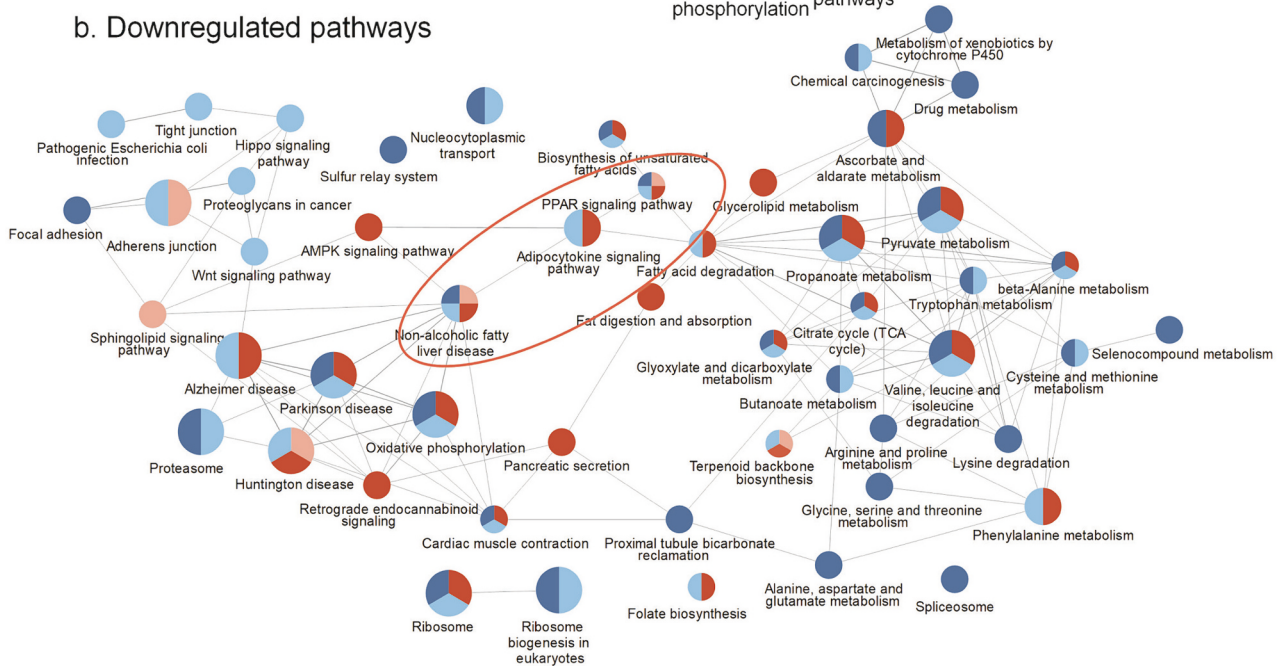 phosphorylation pathways
b. Downregulated pathways
Metabolism of xenobiotics by
cytochrome P450
Chemical carcinogenesis
Drug metabolism
Tight junction
Pathogenic Escherichia coli
infection
Hippo signaling
pathway
Nucleocytoplasmic
transport
Sulfur relay system
Biosynthesis of unsaturated
fatty acids
Ascorbate and
aldarate metabolism
PPAR signaling pathway
Glycerolipid metabolism
Proteoglycans in cancer
Focal adhesion
Adherens junction
AMPK signaling pathway
Adipocytokine signaling
pathway
Fatty acid degradation
Pyruvate metabolism
Propanoate metabolism
Wnt signaling pathway
beta-Alanine metabolism
Tryptophan metabolism
Sphingolipid signaling
pathway
Non-alcoholic fatty
liver disease
Fat digestion and absorption
Citrate cycle (TCA
cycle)
Glyoxylate and dicarboxylate
metabolism
Selenocompound metabolism
Cysteine and methionine
metabolism
Alzheimer disease
Parkinson disease
Valine, leucine and
isoleucine
degradation
Butanoate metabolism
Oxidative phosphorylation
Proteasome
Huntington disease
Pancreatic secretion
Terpenoid backbone
biosynthesis
Arginine and proline
metabolism
Lysine degradation
Retrograde endocannabinoid
signaling
Glycine, serine and threonine
metabolism
Phenylalanine metabolism
Cardiac muscle contraction
Proximal tubule bicarbonate
reclamation
Alanine, aspartate and
glutamate metabolism
Spliceosome
Ribosome
Ribosome
biogenesis in
eukaryotes
Folate biosynthesis